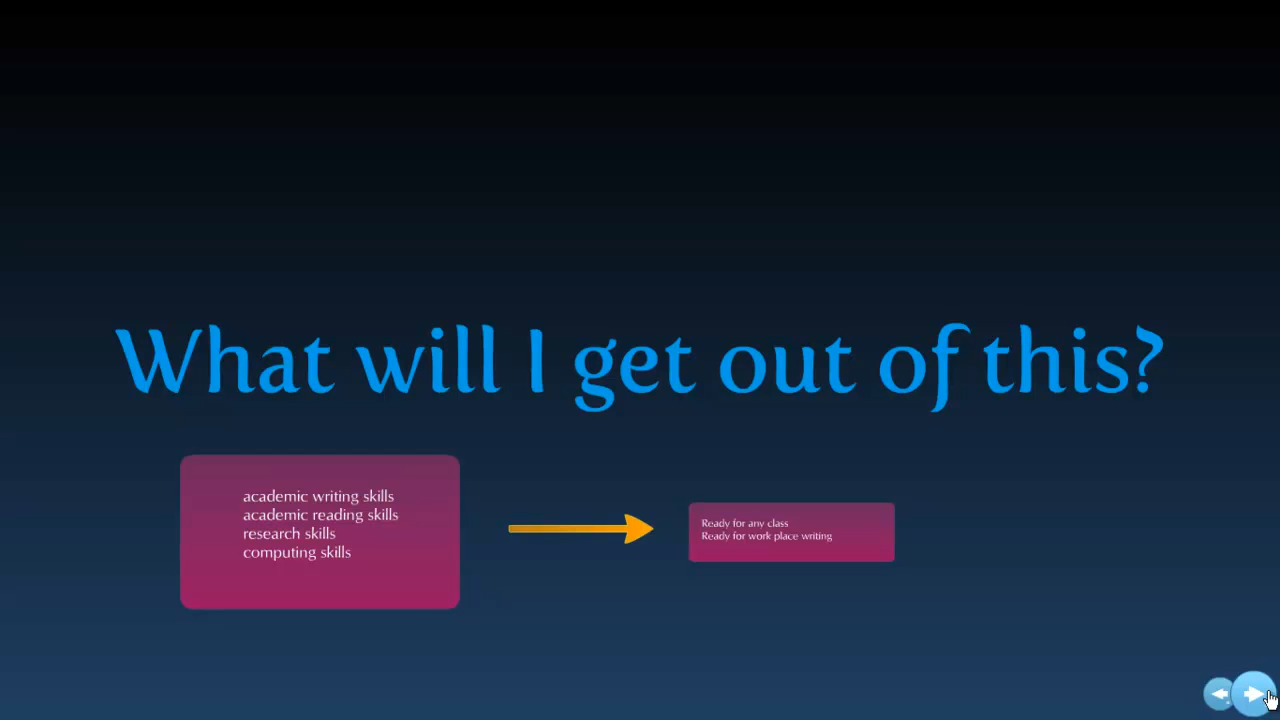 What will I get out of this?
academic writing skills
academic reading skills
research skills
computing skills
Ready for any class
Ready for work place writing